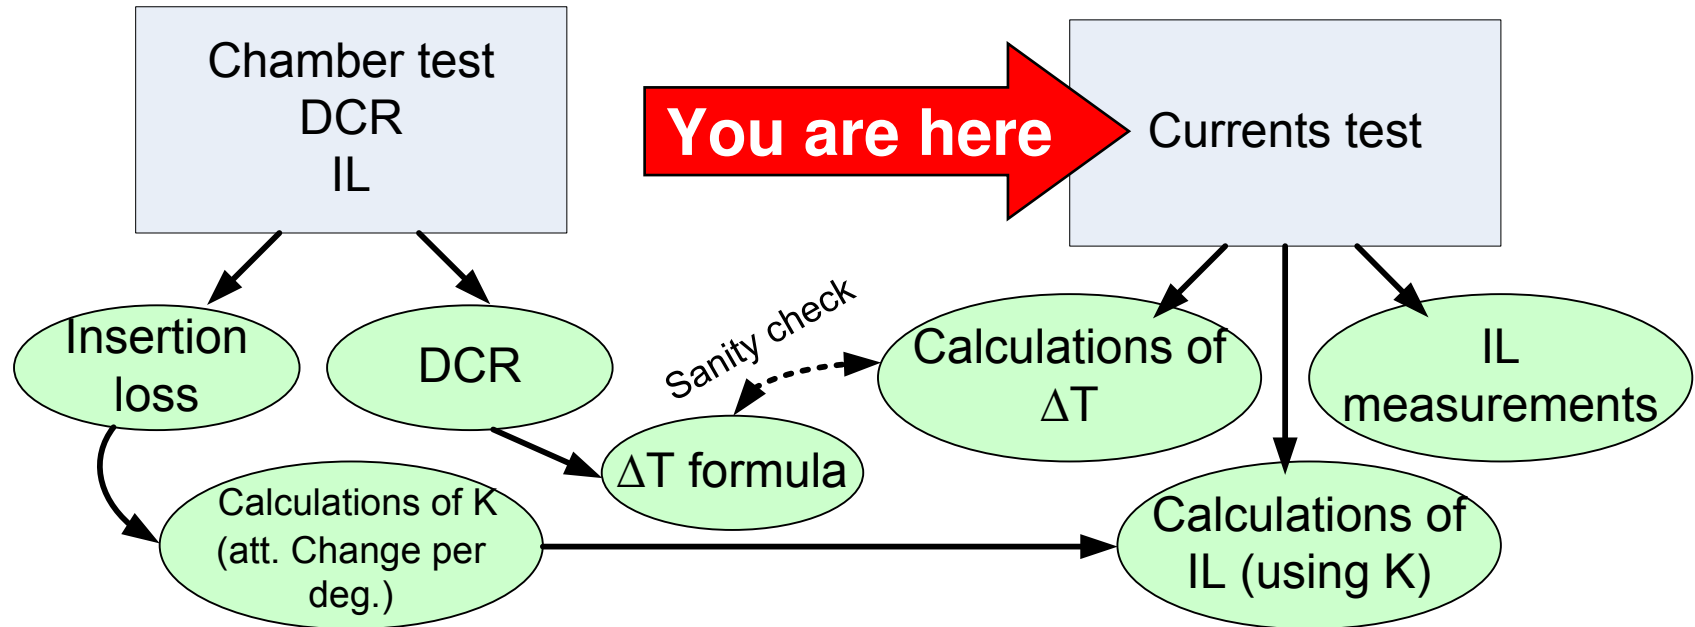 Chamber test
DCR
IL
You are here
Currents test
Insertion
loss
DCR
Sanity check
Calculations of
ΔT
IL
measurements
ΔT formula
Calculations of K
(att. Change per
deg.)
Calculations of
IL (using K)